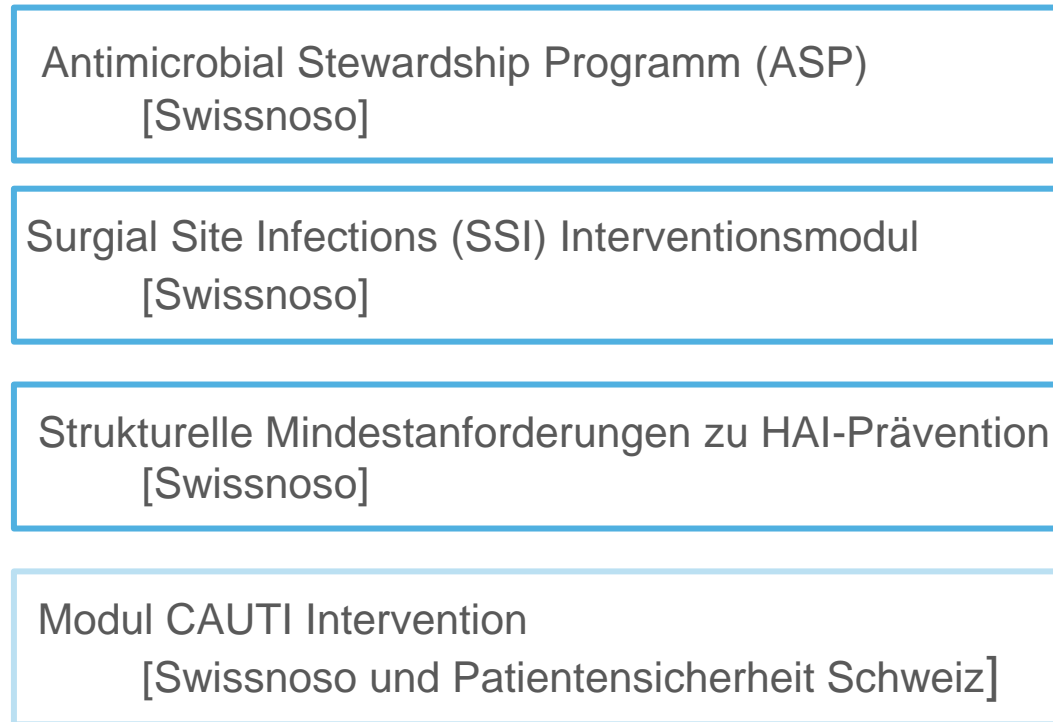 Antimicrobial Stewardship Programm (ASP)
[Swissnoso]
Surgial Site Infections (SSI) Interventionsmodul
[Swissnoso]
Strukturelle Mindestanforderungen zu HAI-Prävention
[Swissnoso]
Modul CAUTI Intervention
[Swissnoso und Patientensicherheit Schweiz]